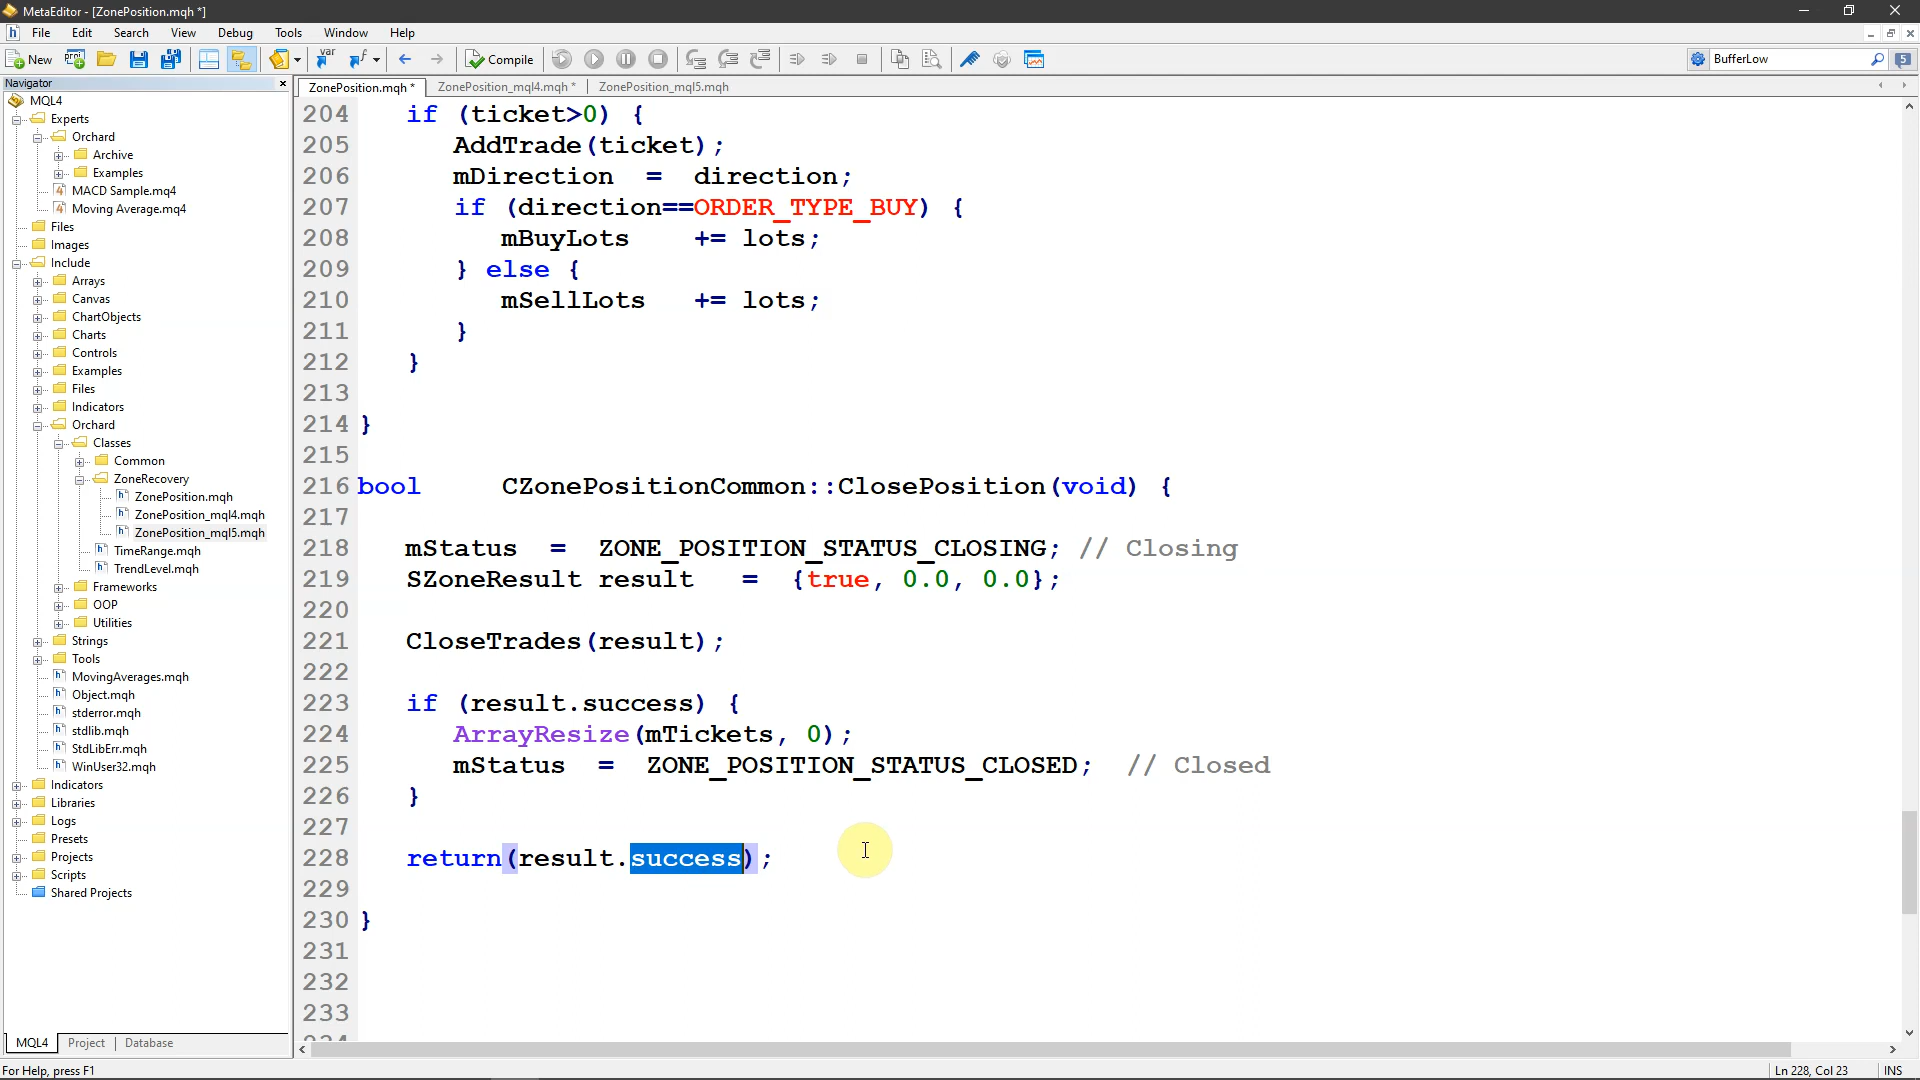 MetaEditor - [ZonePosition.mqh *]
File Edit Search View Debug Tools Window Help
New Compile BufferLow 5
Navigator
ZonePosition.mqh * ZonePosition_mql4.mqh * ZonePosition_mql5.mqh
MQL4
Experts
Orchard
Archive
Examples
MACD Sample.mq4
Moving Average.mq4
Files
Images
Include
Arrays
Canvas
ChartObjects
Charts
Controls
Examples
Files
Indicators
Orchard
Classes
Common
ZoneRecovery
ZonePosition.mqh
ZonePosition_mql4.mqh
ZonePosition_mql5.mqh
TimeRange.mqh
TrendLevel.mqh
Frameworks
OOP
Utilities
Strings
Tools
MovingAverages.mqh
Object.mqh
stderror.mqh
stdlib.mqh
StdLibErr.mqh
WinUser32.mqh
Indicators
Libraries
Logs
Presets
Projects
Scripts
Shared Projects
MQL4 Project Database
204 if (ticket>0) {
205 AddTrade(ticket);
206 mDirection = direction;
207 if (direction==ORDER_TYPE_BUY) {
208 mBuyLots += lots;
209 } else {
210 mSellLots += lots;
211 }
212 }
213
214 }
215
216 bool CZonePositionCommon::ClosePosition(void) {
217
218 mStatus = ZONE_POSITION_STATUS_CLOSING; // Closing
219 SZoneResult result = {true, 0.0, 0.0};
220
221 CloseTrades(result);
222
223 if (result.success) {
224 ArrayResize(mTickets, 0);
225 mStatus = ZONE_POSITION_STATUS_CLOSED; // Closed
226 }
227
228 return(result.success);
229
230 }
231
232
233
For Help, press F1 Ln 228, Col 23 INS